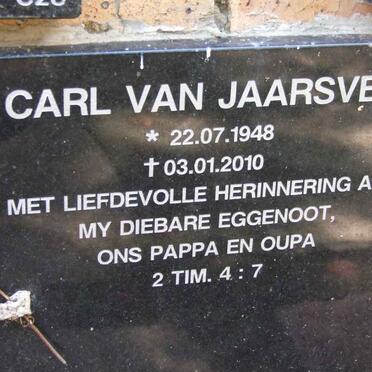 CARL VAN JAARSVE
* 22.07.1948
† 03.01.2010
MET LIEFDEVOLLE HERINNERING A
MY DIEBARE EGGENOOT,
ONS PAPPA EN OUPA
2 TIM. 4 : 7